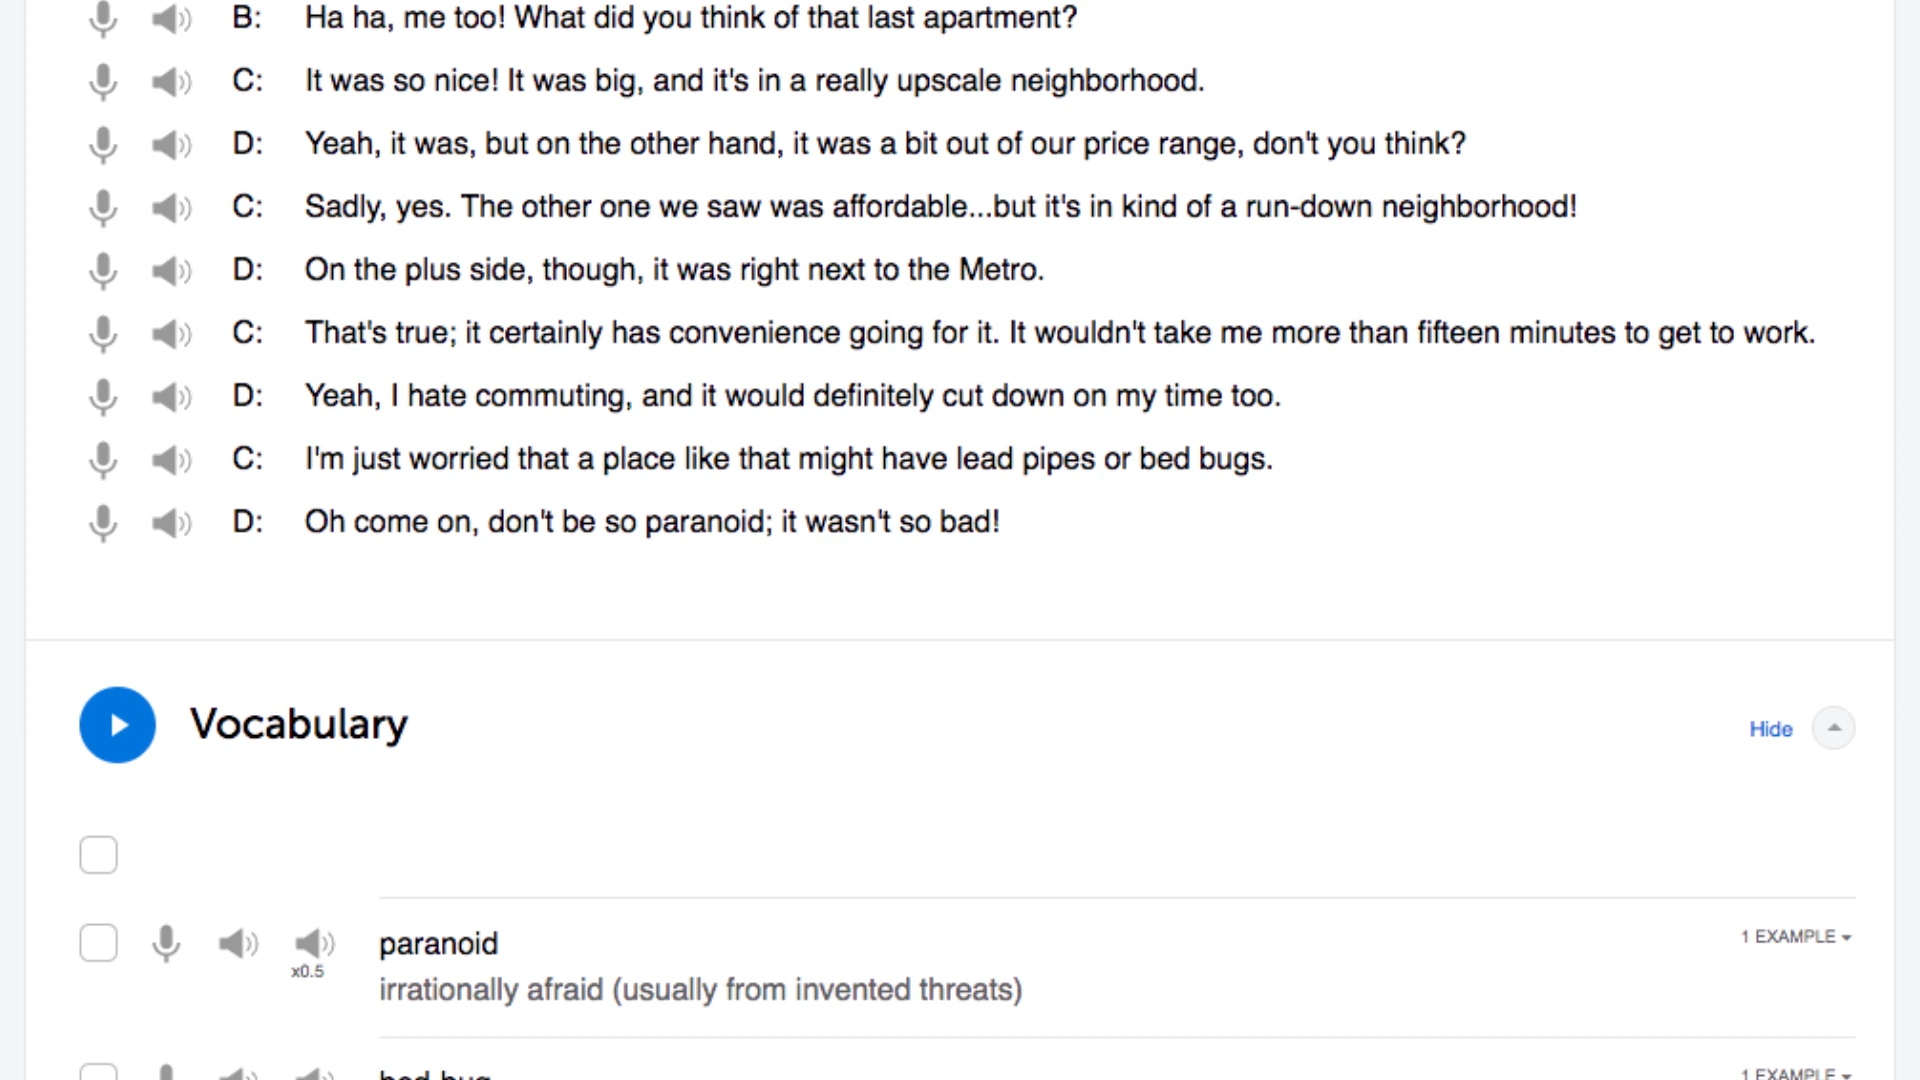 B: Ha ha, me too! What did you think of that last apartment?
C: It was so nice! It was big, and it's in a really upscale neighborhood.
D: Yeah, it was, but on the other hand, it was a bit out of our price range, don't you think?
C: Sadly, yes. The other one we saw was affordable...but it's in kind of a run-down neighborhood!
D: On the plus side, though, it was right next to the Metro.
C: That's true; it certainly has convenience going for it. It wouldn't take me more than fifteen minutes to get to work.
D: Yeah, I hate commuting, and it would definitely cut down on my time too.
C: I'm just worried that a place like that might have lead pipes or bed bugs.
D: Oh come on, don't be so paranoid; it wasn't so bad!
Vocabulary Hide
paranoid 1 EXAMPLE
x0.5
irrationally afraid (usually from invented threats)
bed bug 1 EXAMPLE